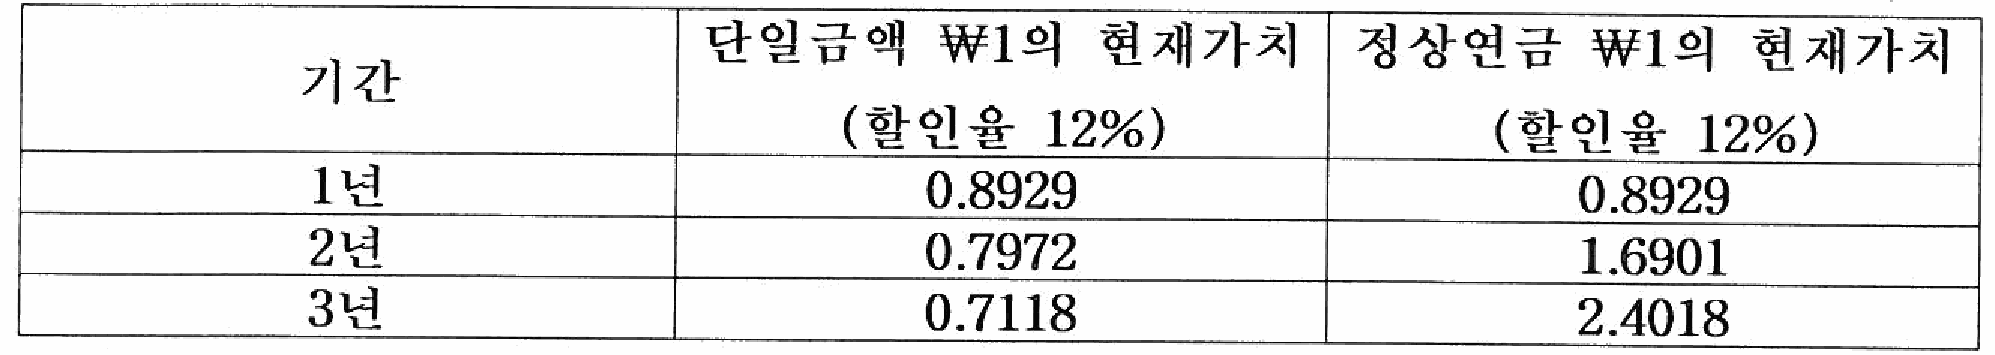 기간
단일금액 ₩1의 현재가치
(할인율 12%)
정상연금 ₩1의 현재가치
(할인율 12%)
1년 0.8929 0.8929
2년 0.7972 1.6901
3년 0.7118 2.4018